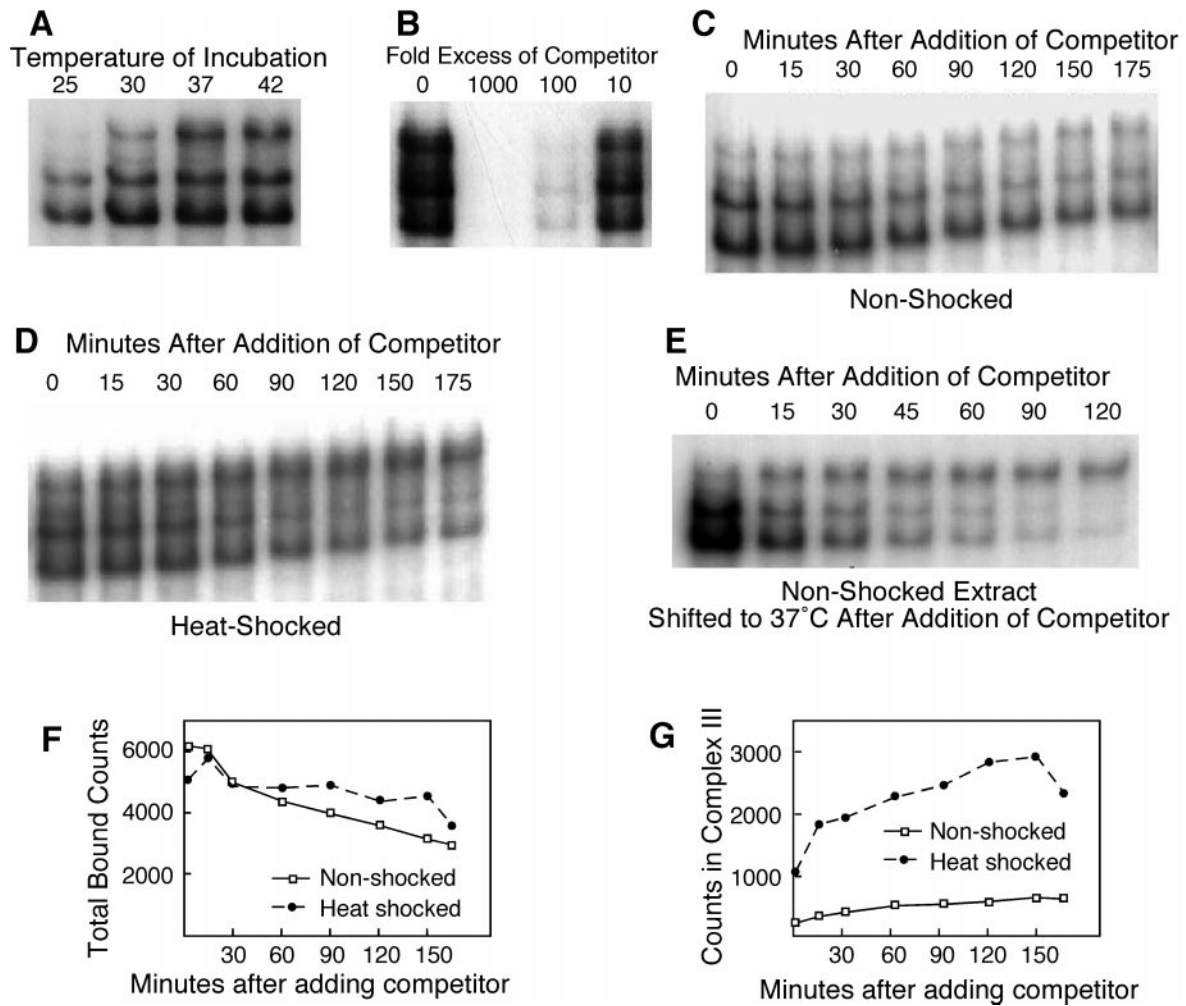 A
Temperature of Incubation
25 30 37 42
B
Fold Excess of Competitor
0 1000 100 10
C
Minutes After Addition of Competitor
0 15 30 60 90 120 150 175
Non-Shocked
D
Minutes After Addition of Competitor
0 15 30 60 90 120 150 175
Heat-Shocked
E
Minutes After Addition of Competitor
0 15 30 45 60 90 120
Non-Shocked Extract
Shifted to 37°C After Addition of Competitor
F
Total Bound Counts
6000
4000
2000
Non-shocked
Heat shocked
30 60 90 120 150
Minutes after adding competitor
G
Counts in Complex III
3000
2000
1000
Non-shocked
Heat shocked
30 60 90 120 150
Minutes after adding competitor